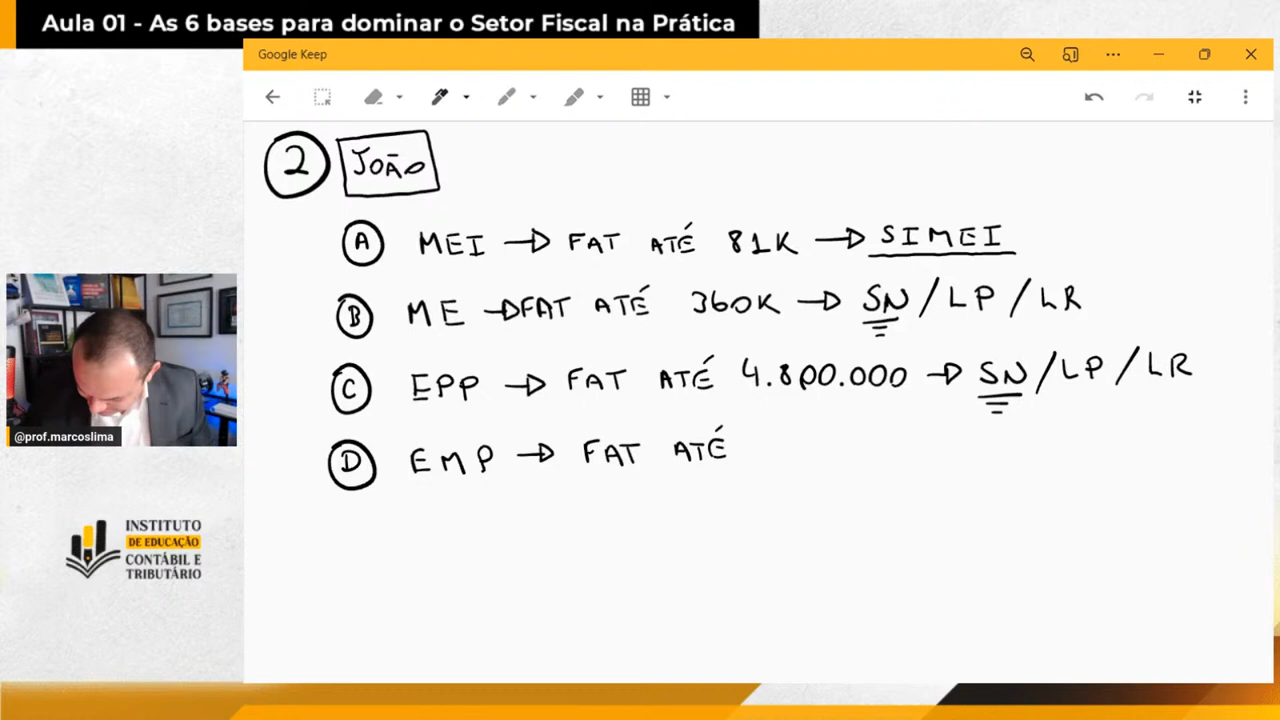 Aula 01 - As 6 bases para dominar o Setor Fiscal na Prática
Google Keep
2 JOÃO
A MEI → FAT ATÉ 81K → SIMEI
B ME → FAT ATÉ 360K → SN / LP / LR
C EPP → FAT ATÉ 4.800.000 → SN / LP / LR
D EMP → FAT ATÉ
@prof.marcoslima
INSTITUTO
DE EDUCAÇÃO
CONTÁBIL E
TRIBUTÁRIO